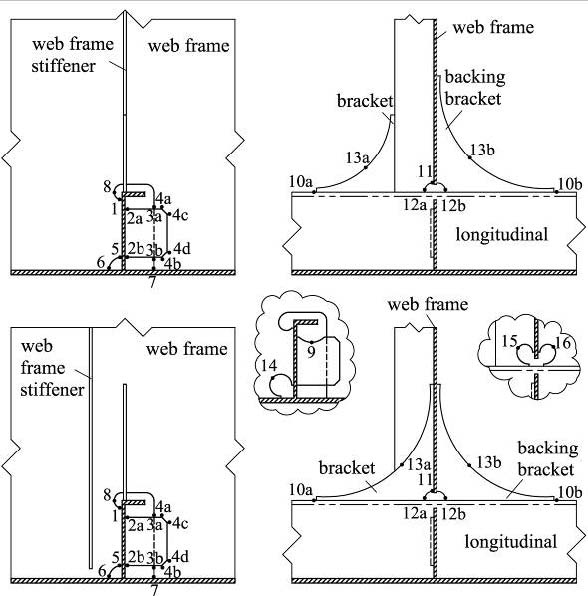 web frame
stiffener
web frame
8
1
2a
3a
4a
4c
5
2b
3b
4d
4b
6
7
web frame
backing
bracket
bracket
13a
13b
11
10a
10b
12a
12b
longitudinal
web
frame
stiffener
web frame
8
1
2a
3a
4a
4c
5
2b
3b
4d
4b
6
7
9
14
web frame
15
16
bracket
13a
13b
backing
bracket
11
10a
10b
12a
12b
longitudinal